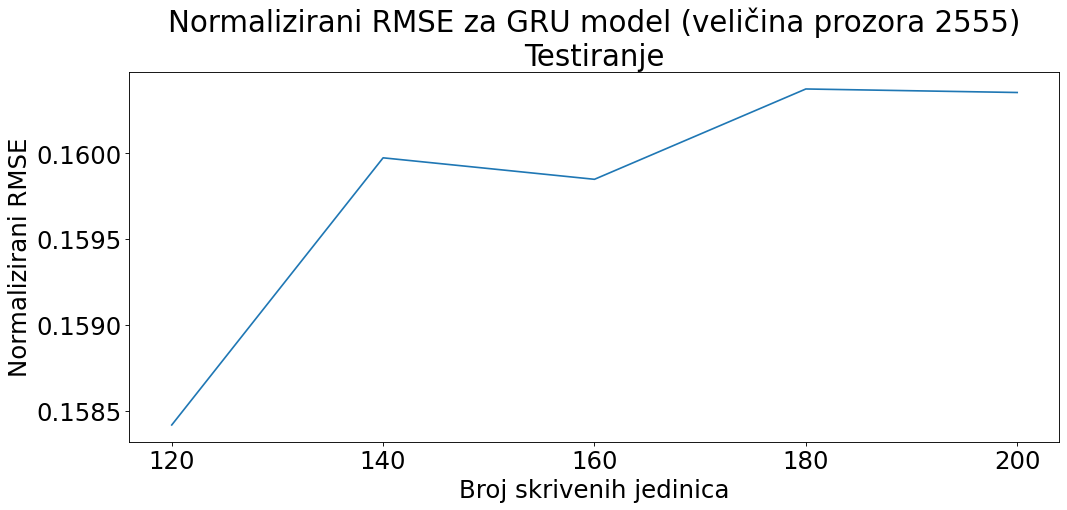 Normalizirani RMSE za GRU model (veličina prozora 2555)
Testiranje
Normalizirani RMSE
0.1600
0.1595
0.1590
0.1585
120 140 160 180 200
Broj skrivenih jedinica